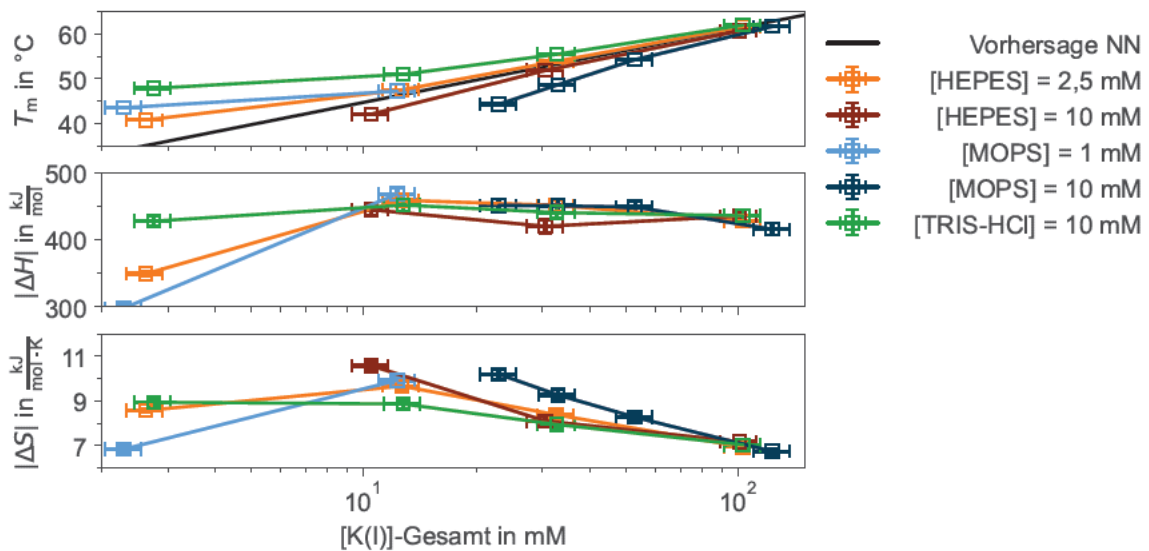 60
50
40
T_m in °C
500
400
300
|ΔH| in kJ/mol
11
9
7
|ΔS| in kJ/mol·K
10^1
10^2
[K(I)]-Gesamt in mM
Vorhersage NN
[HEPES] = 2,5 mM
[HEPES] = 10 mM
[MOPS] = 1 mM
[MOPS] = 10 mM
[TRIS-HCl] = 10 mM